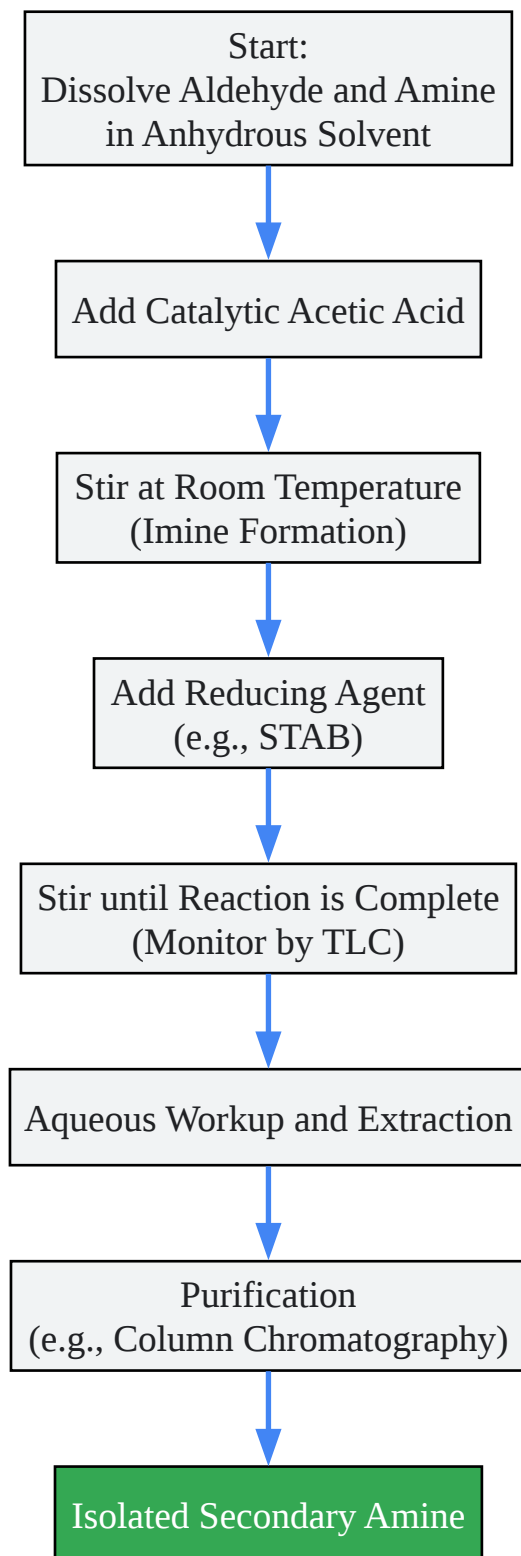 Start:
Dissolve Aldehyde and Amine
in Anhydrous Solvent
Add Catalytic Acetic Acid
Stir at Room Temperature
(Imine Formation)
Add Reducing Agent
(e.g., STAB)
Stir until Reaction is Complete
(Monitor by TLC)
Aqueous Workup and Extraction
Purification
(e.g., Column Chromatography)
Isolated Secondary Amine